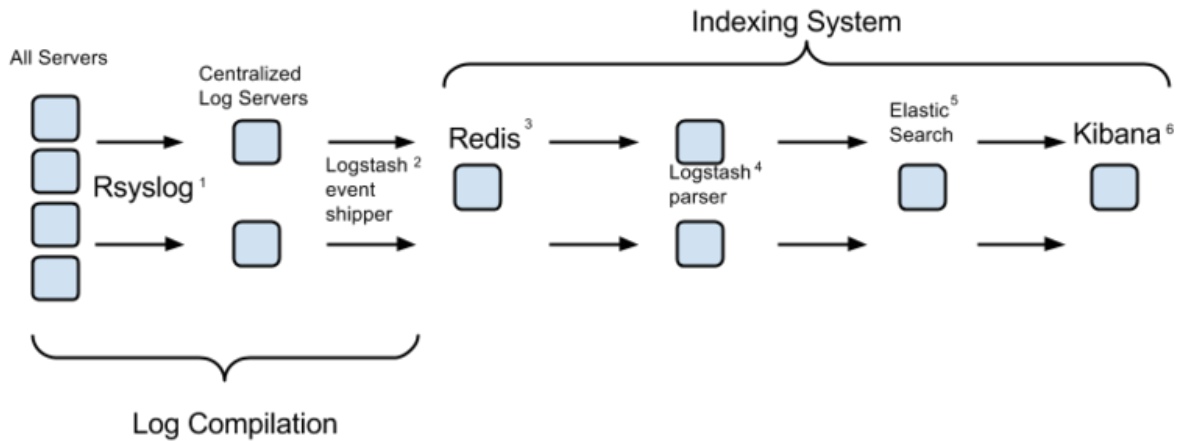 Indexing System
All Servers
Centralized
Log Servers
Rsyslog 1
Logstash 2
event
shipper
Redis 3
Logstash 4
parser
Elastic 5
Search
Kibana 6
Log Compilation